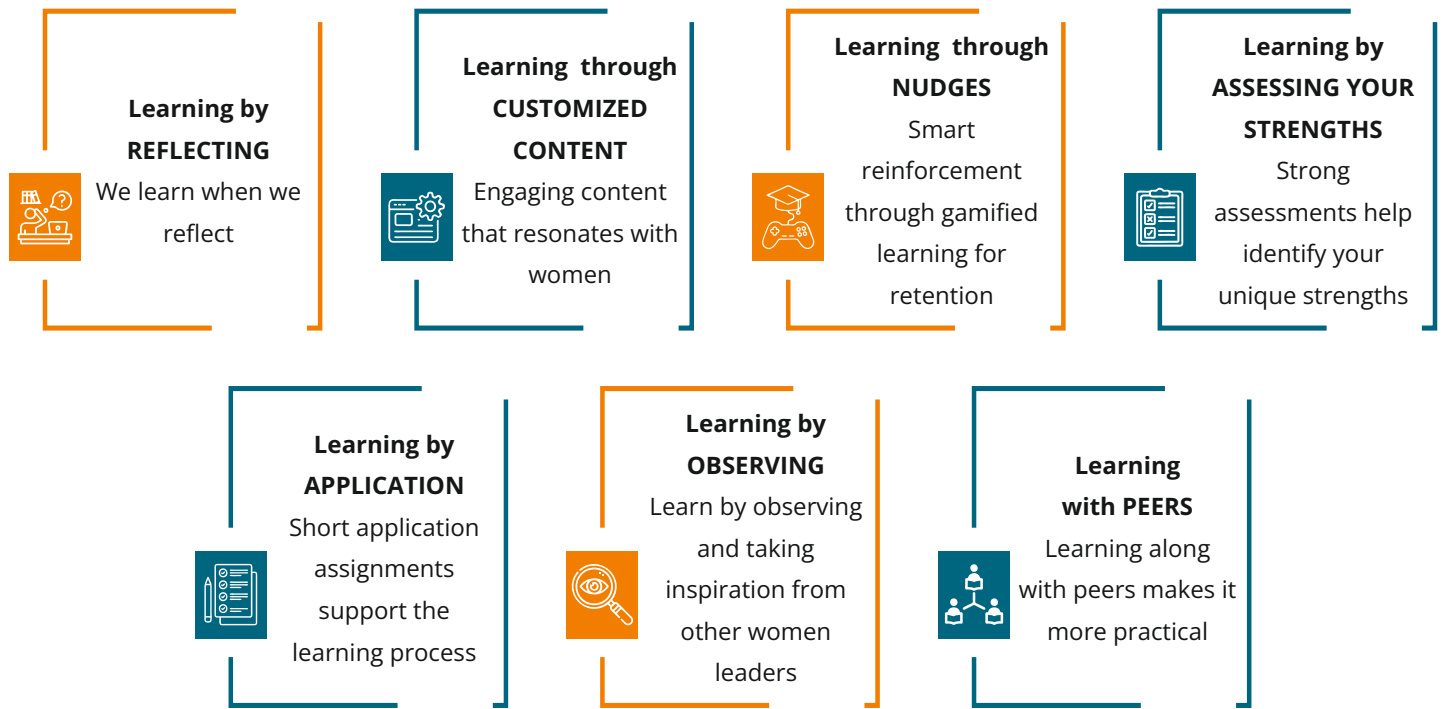 Learning by
REFLECTING
We learn when we
reflect
Learning through
CUSTOMIZED
CONTENT
Engaging content
that resonates with
women
Learning through
NUDGES
Smart
reinforcement
through gamified
learning for
retention
Learning by
ASSESSING YOUR
STRENGTHS
Strong
assessments help
identify your
unique strengths
Learning by
APPLICATION
Short application
assignments
support the
learning process
Learning by
OBSERVING
Learn by observing
and taking
inspiration from
other women
leaders
Learning
with PEERS
Learning along
with peers makes it
more practical